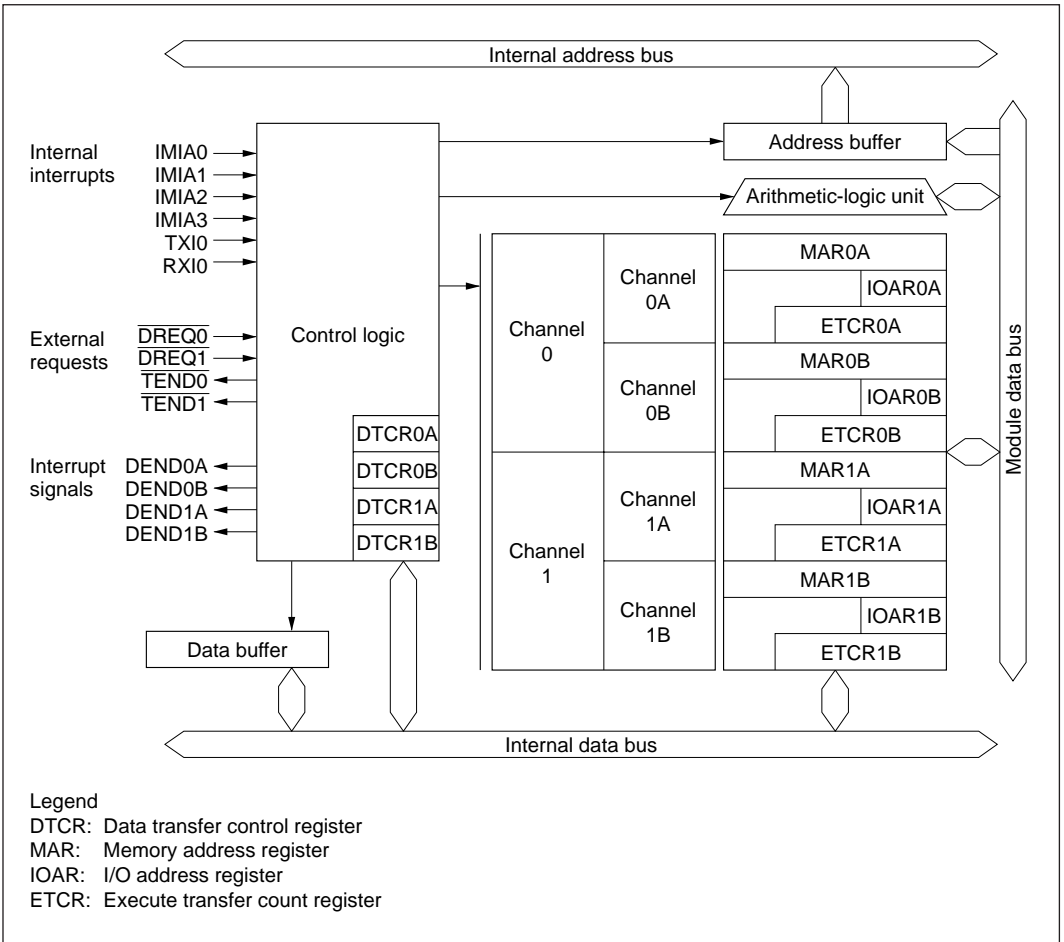 Internal address bus
Internal interrupts
IMIA0
IMIA1
IMIA2
IMIA3
TXI0
RXI0
External requests
DREQ0
DREQ1
TEND0
TEND1
Interrupt signals
DEND0A
DEND0B
DEND1A
DEND1B
Control logic
DTCR0A
DTCR0B
DTCR1A
DTCR1B
Data buffer
Address buffer
Arithmetic-logic unit
Channel 0
Channel 0A
Channel 0B
Channel 1
Channel 1A
Channel 1B
MAR0A
IOAR0A
ETCR0A
MAR0B
IOAR0B
ETCR0B
MAR1A
IOAR1A
ETCR1A
MAR1B
IOAR1B
ETCR1B
Module data bus
Internal data bus
Legend
DTCR: Data transfer control register
MAR: Memory address register
IOAR: I/O address register
ETCR: Execute transfer count register